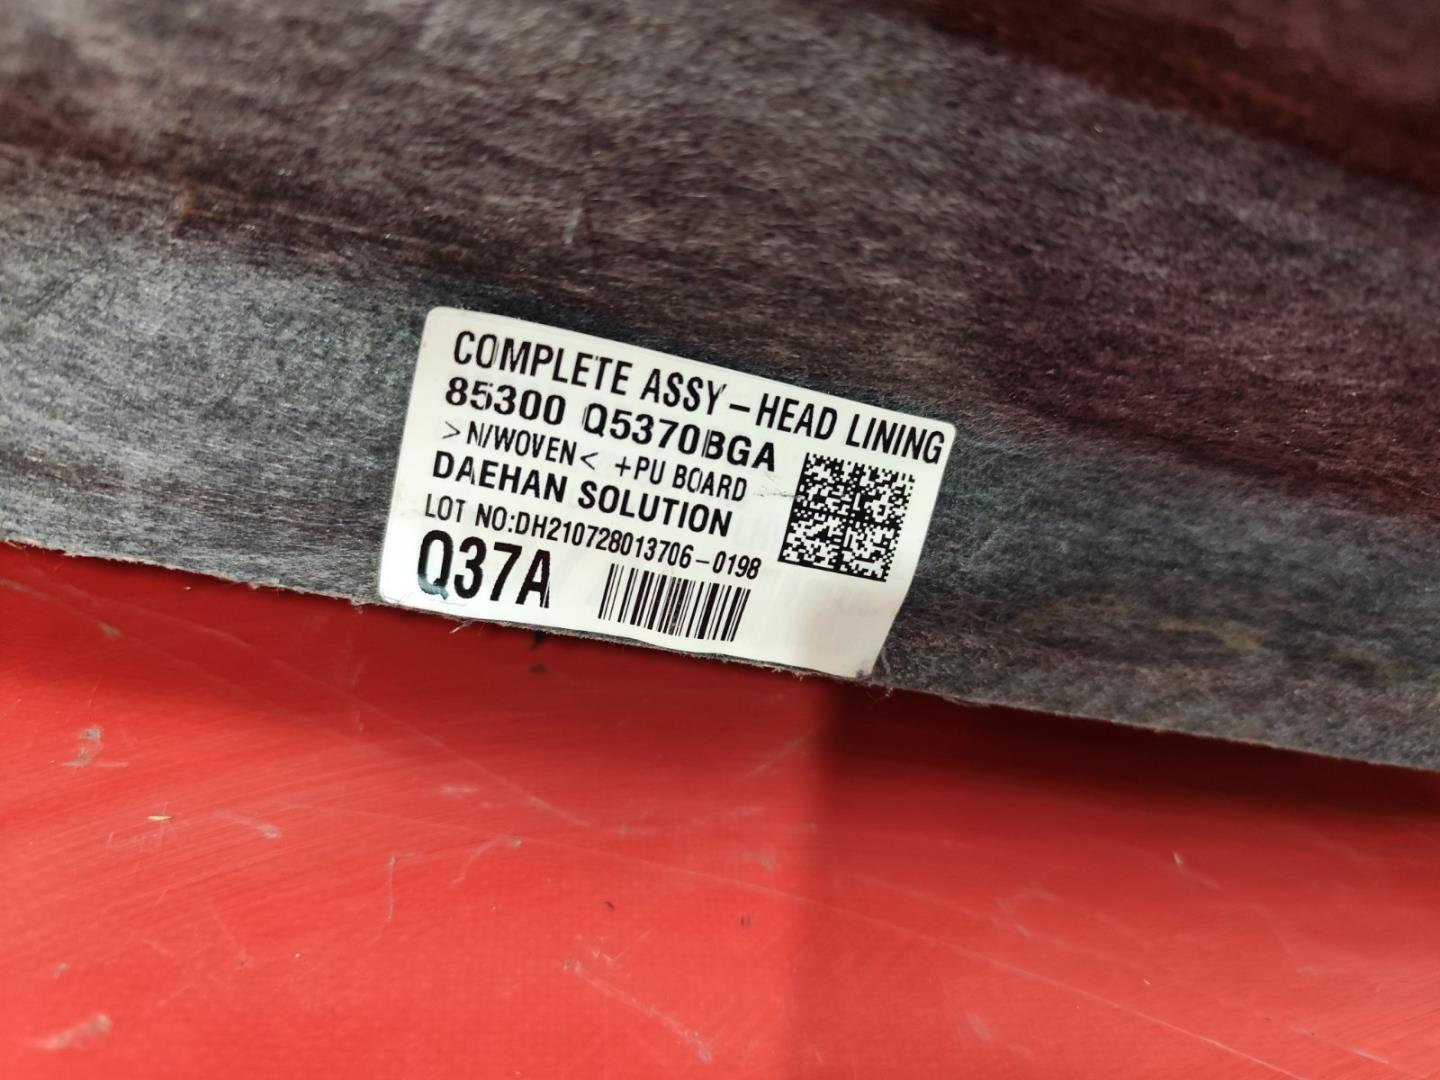 COMPLETE ASSY-HEAD LINING
85300 Q5370BGA
>N/WOVEN< +PU BOARD
DAEHAN SOLUTION
LOT NO:DH210728013706-0198
Q37A